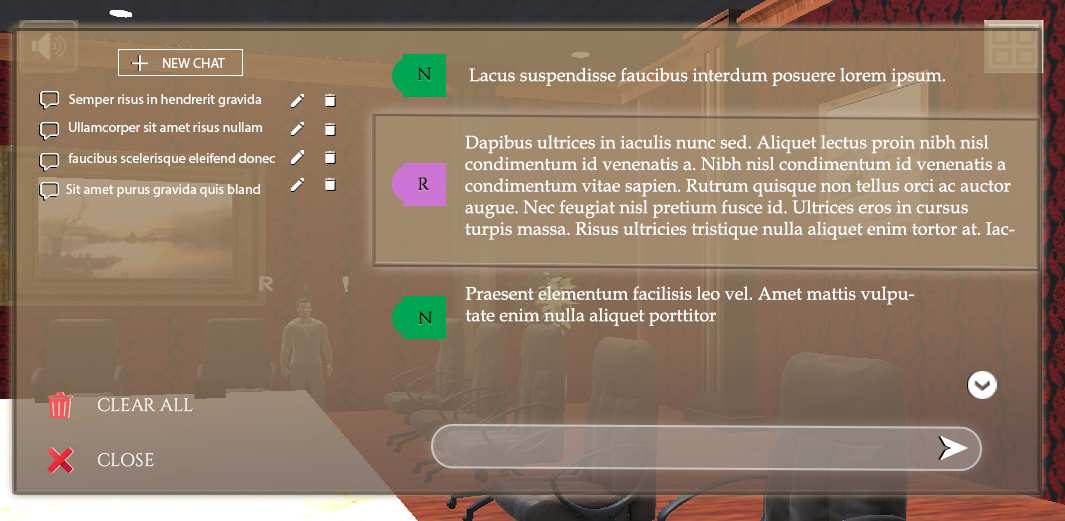 NEW CHAT
Semper risus in hendrerit gravida
Ullamcorper sit amet risus nullam
faucibus scelerisque eleifend donec
Sit amet purus gravida quis bland
R
!
CLEAR ALL
CLOSE
N
Lacus suspendisse faucibus interdum posuere lorem ipsum.
R
Dapibus ultrices in iaculis nunc sed. Aliquet lectus proin nibh nisl
condimentum id venenatis a. Nibh nisl condimentum id venenatis a
condimentum vitae sapien. Rutrum quisque non tellus orci ac auctor
augue. Nec feugiat nisl pretium fusce id. Ultrices eros in cursus
turpis massa. Risus ultricies tristique nulla aliquet enim tortor at. Iac-
N
Praesent elementum facilisis leo vel. Amet mattis vulpu-
tate enim nulla aliquet porttitor